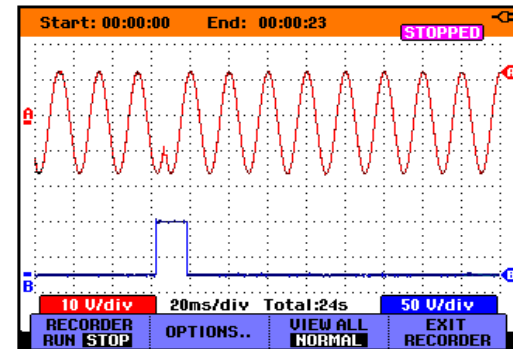 Start: 00:00:00 End: 00:00:23
STOPPED
A
A
B
B
10 V/div 20ms/div Total:24s 50 V/div
RECORDER OPTIONS.. VIEW ALL EXIT
RUN STOP NORMAL RECORDER